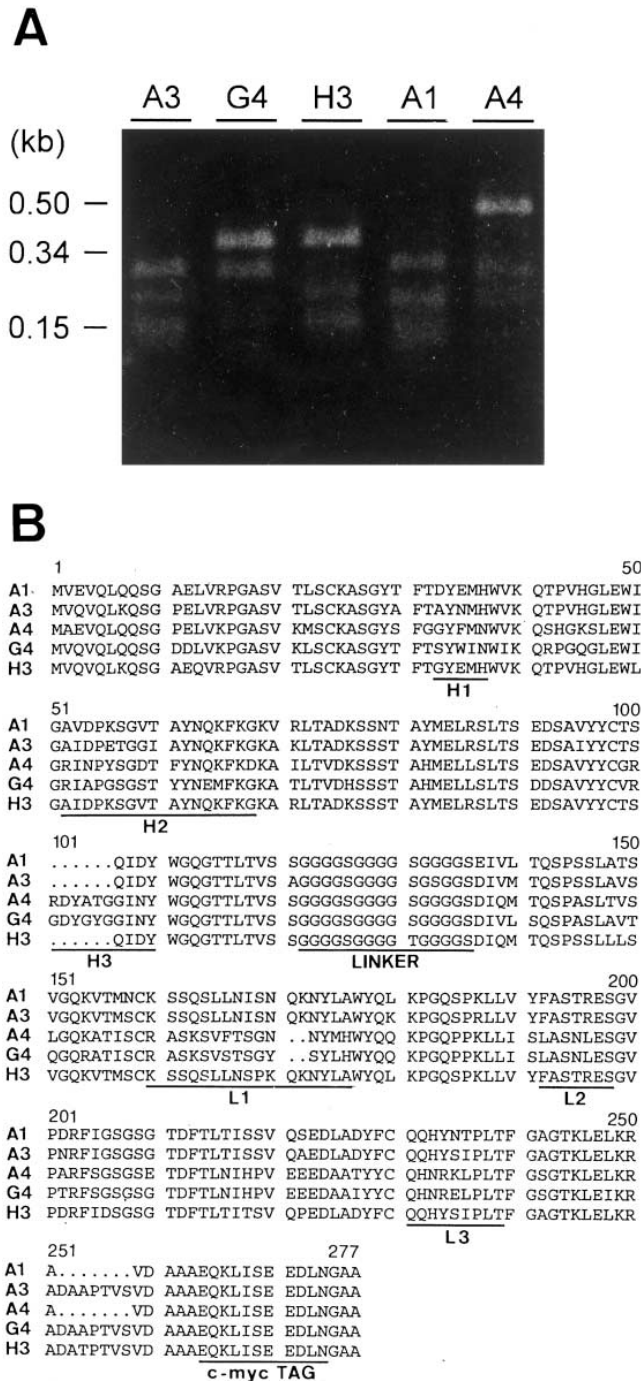 A
A3 G4 H3 A1 A4
(kb)
0.50
0.34
0.15
B
1 50
A1 MVEVQLQQSG AELVRPGASV TLSCKASGYT FTDYEMHWVK QTPVHGLEWI
A3 MVQVQLKQSG PELVRPGASV TLSCKASGYA FTAYNMHWVK QTPVHGLEWI
A4 MAEVQLQQSG PELVKPGASV KMSCKASGYS FGGYFMNWVK QSHGKSLEWI
G4 MVQVQLKQSG DDLVKPGASV KLSCKASGYT FTSYWINWIK QRPGQGLEWI
H3 MVQVQLKQSG AEQVRPGASV TLSCKASGYT FTGYEMHWVK QTPVHGLEWL
H1
51 100
A1 GAVDPKSGVT AYNQKFKGKV RLTADKSSNT AYMELRSLTS EDSAVYYCTS
A3 GAIDPETGGI AYNQKFKGKA KLTADKSSST AYMELRSLTS EDSAIYYCTS
A4 GRINPYSGDT FYNQKFKDKA ILTVDKSSST AHMELLSLTS EDSAVYYCGR
G4 GRIAPGSGST YYNEMFKGKA TLTVDHSSST AHMELLSLTS DDSAVYYCVR
H3 GAIDPKSGVT AYNQKFKGKA RLTADKSSST AYMELRSLTS EDSAVYYCTS
H2
101 150
A1 ......QIDY WGQGTTLTVS SGGGGSGGGG SGGGGSEIVL TQSPSSLATS
A3 ......QIDY WGQGTTLTVS AGGGGSGGGG SGSGGSDIVM TQSPSSLAVS
A4 RDYATGGINY WGQGTTLTVS SGGGGSGGGG SGGGGSDIQM TQSPASLTVS
G4 GDYGYGGINY WGQGTTLTVS SGGGGSGGGG SGGGGSDIVL SQSPASLAVT
H3 ......QIDY WGQGTTLTVS SGGGGSGGGG TGGGGSDIQM TQSPSSLLLS
H3 LINKER
151 200
A1 VGQKVTMNCK SSQSLLNISN QKNYLAWYQL KPGQSPKLLV YFASTRESGV
A3 VGQKVTMSCK SSQSLLNISN QKNYLAWYQK KPGQSPRLLV YFASTRESGV
A4 LGQKATISCR ASKSVFTSGN ..NYMHWYQQ KPGQPPKLLI SLASNLESGV
G4 QGQRATISCR ASKSVSTSGY ..SYLHWYQQ KPGQPPKLLI SLASNLESGV
H3 VGQKVTMSCK SSQSLLNSPK QKNYLAWYQL KPGQSPKLLV YFASTRESGV
L1 L2
201 250
A1 PDRFIGSGSG TDFTLTISSV QSEDLADYFC QQHYNTPLTF GAGTKLELKR
A3 PNRFIGSGSG TDFTLTISSV QAEDLADYFC QQHYSIPLTF GAGTKLELKR
A4 PARFSGSGSE TDFTLNIHPV EEEDAATYYC QHNRKLPLTF GSGTKLELKR
G4 PTRFSGSGSG TDFTLNIHPV EEEDAAIYYC QHNRELPLTF GSGTKLEIKR
H3 PDRFIDSGSG TDFTLTITSV QPEDLADYFC QQHYSIPLTF GAGTKLELKR
L3
251 277
A1 A.......VD AAAEQKLISE EDLNGAA
A3 ADAAPTVSVD AAAEQKLISE EDLNGAA
A4 A.......VD AAAEQKLISE EDLNGAA
G4 ADAAPTVSVD AAAEQKLISE EDLNGAA
H3 ADATPTVSVD AAAEQKLISE EDLNGAA
c-myc TAG